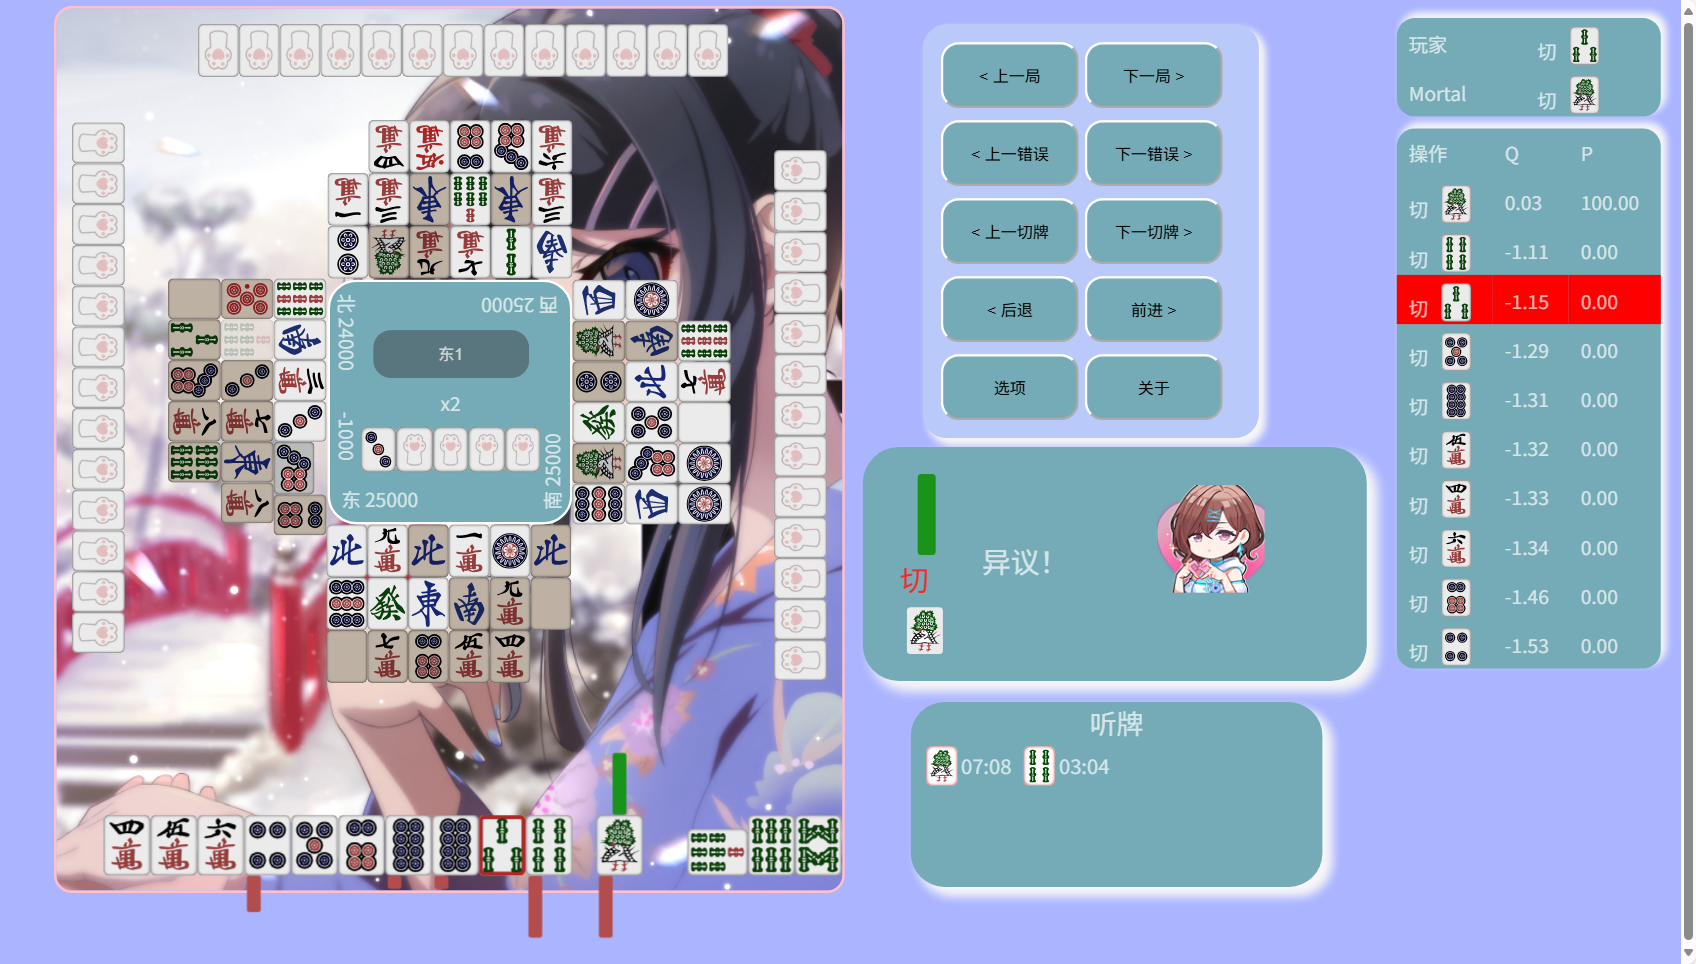 北 24000
-1000
西 25000
东1
x2
东 25000
南 25000
< 上一局
下一局 >
< 上一错误
下一错误 >
< 上一切牌
下一切牌 >
< 后退
前进 >
选项
关于
异议！
切
听牌
07:08
03:04
玩家 切
Mortal 切
操作 Q P
切 0.03 100.00
切 -1.11 0.00
切 -1.15 0.00
切 -1.29 0.00
切 -1.31 0.00
切 -1.32 0.00
切 -1.33 0.00
切 -1.34 0.00
切 -1.46 0.00
切 -1.53 0.00